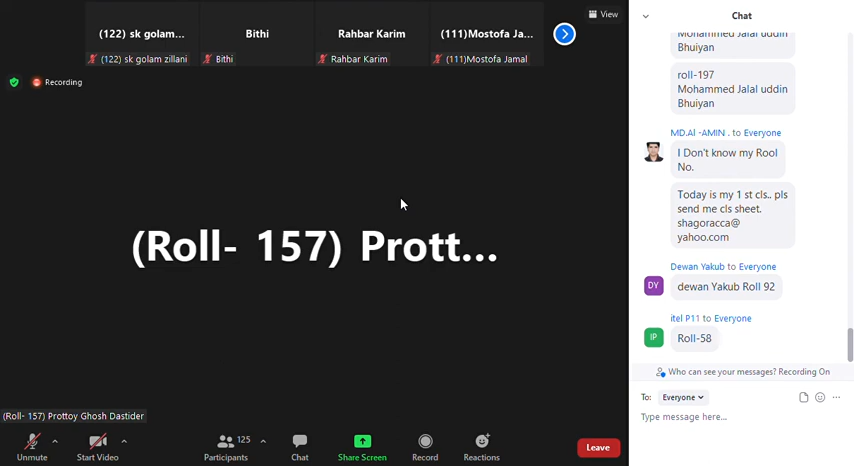 (122) sk golam...
Bithi
Rahbar Karim
(111)Mostofa Ja...
View
(122) sk golam zillani
Bithi
Rahbar Karim
(111)Mostofa Jamal
Recording
(Roll- 157) Prott...
(Roll- 157) Prottoy Ghosh Dastider
Unmute
Start Video
125
Participants
Chat
Share Screen
Record
Reactions
Leave
Chat
Mohammed Jalal uddin
Bhuiyan
roll-197
Mohammed Jalal uddin
Bhuiyan
MD.Al -AMIN . to Everyone
I Don't know my Rool
No.
Today is my 1 st cls.. pls
send me cls sheet.
shagoracca@
yahoo.com
Dewan Yakub to Everyone
DY
dewan Yakub Roll 92
itel P11 to Everyone
IP
Roll-58
Who can see your messages? Recording On
To: Everyone
Type message here...